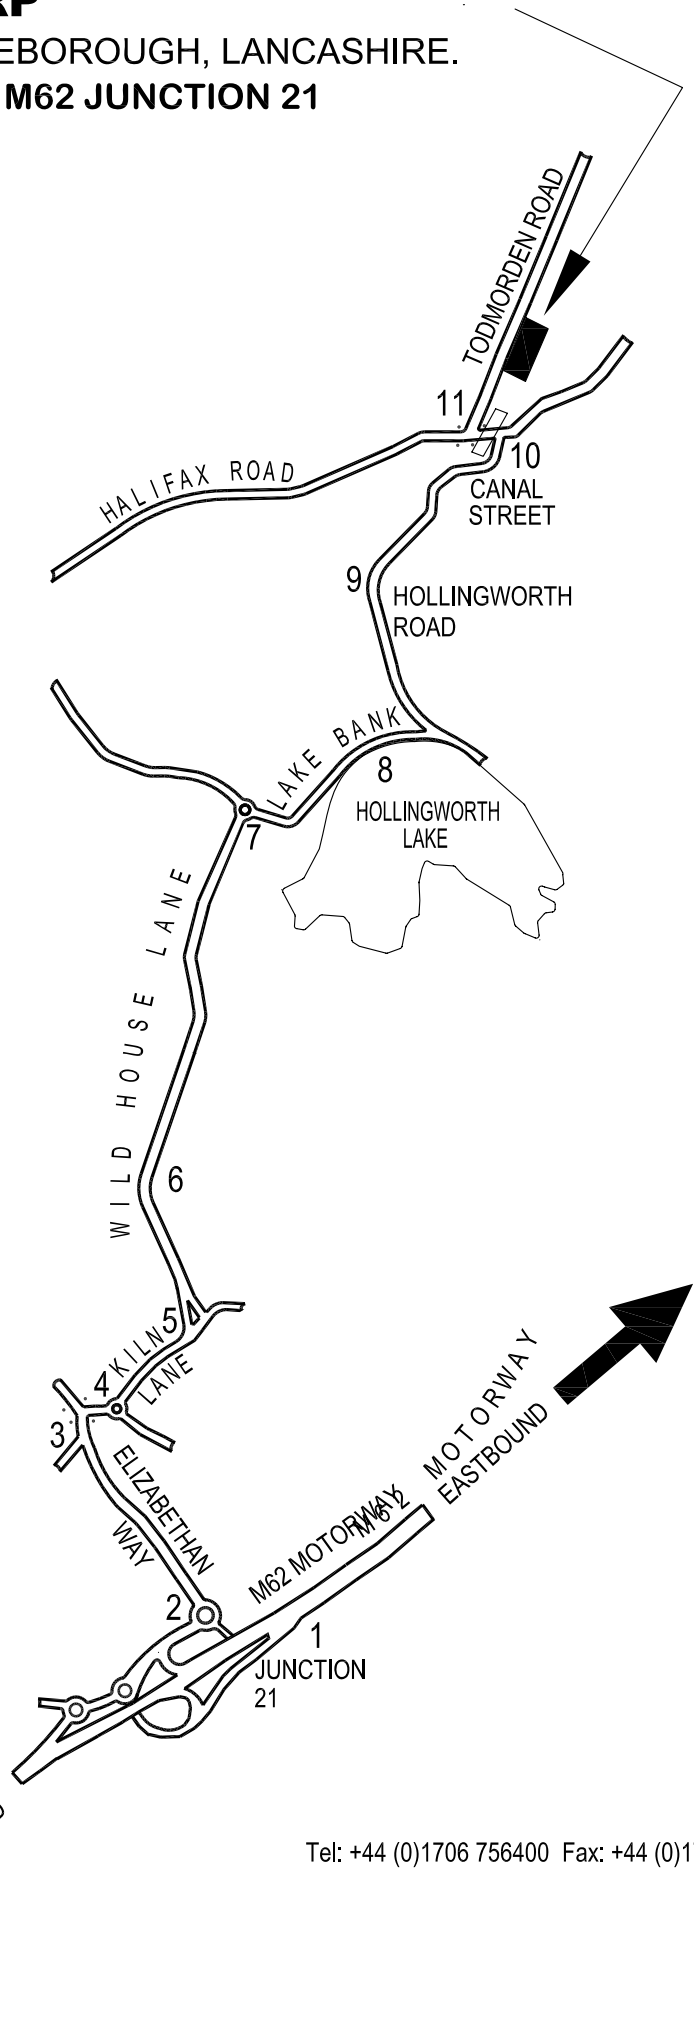 EBOROUGH, LANCASHIRE.
M62 JUNCTION 21
TODMORDEN ROAD
11
10
HALIFAX ROAD
CANAL
STREET
9
HOLLINGWORTH
ROAD
LAKE BANK
8
HOLLINGWORTH
LAKE
7
WILD HOUSE LANE
6
5
KILN
LANE
4
3
ELIZABETHAN
WAY
MOTORWAY
EASTBOUND
M62 MOTORWAY
M62
2
1
JUNCTION
21
Tel: +44 (0)1706 756400 Fax: +44 (0)1